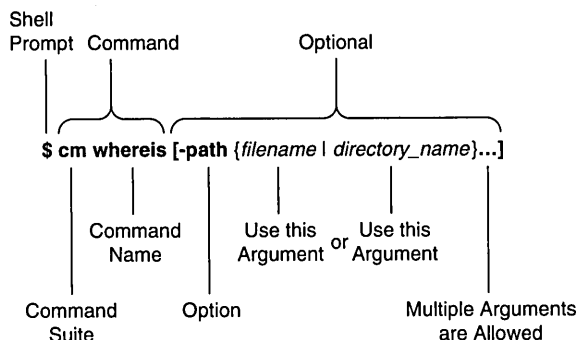 Shell
Prompt Command Optional
$ cm whereis [-path {filename | directory_name}...]
Command
Name
Use this
Argument
or
Use this
Argument
Command
Suite
Option
Multiple Arguments
are Allowed